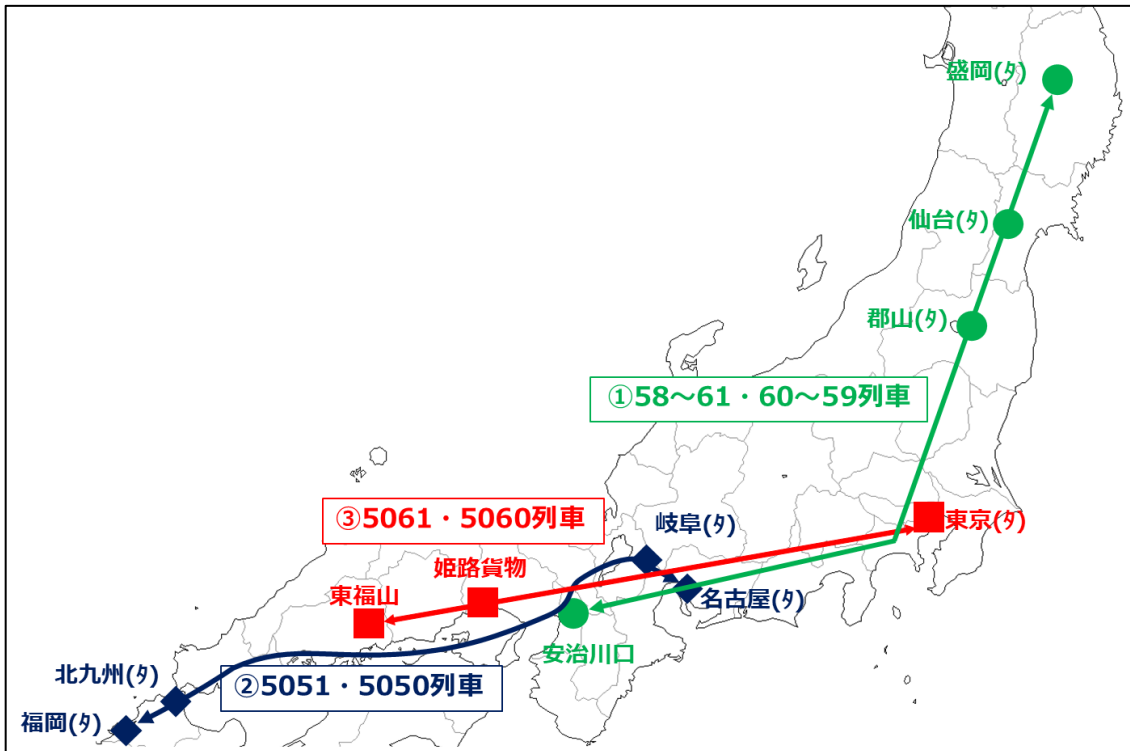 盛岡(ﾀ)
仙台(ﾀ)
郡山(ﾀ)
①58～61・60～59列車
③5061・5060列車
岐阜(ﾀ)
東京(ﾀ)
姫路貨物
東福山
名古屋(ﾀ)
安治川口
北九州(ﾀ)
②5051・5050列車
福岡(ﾀ)